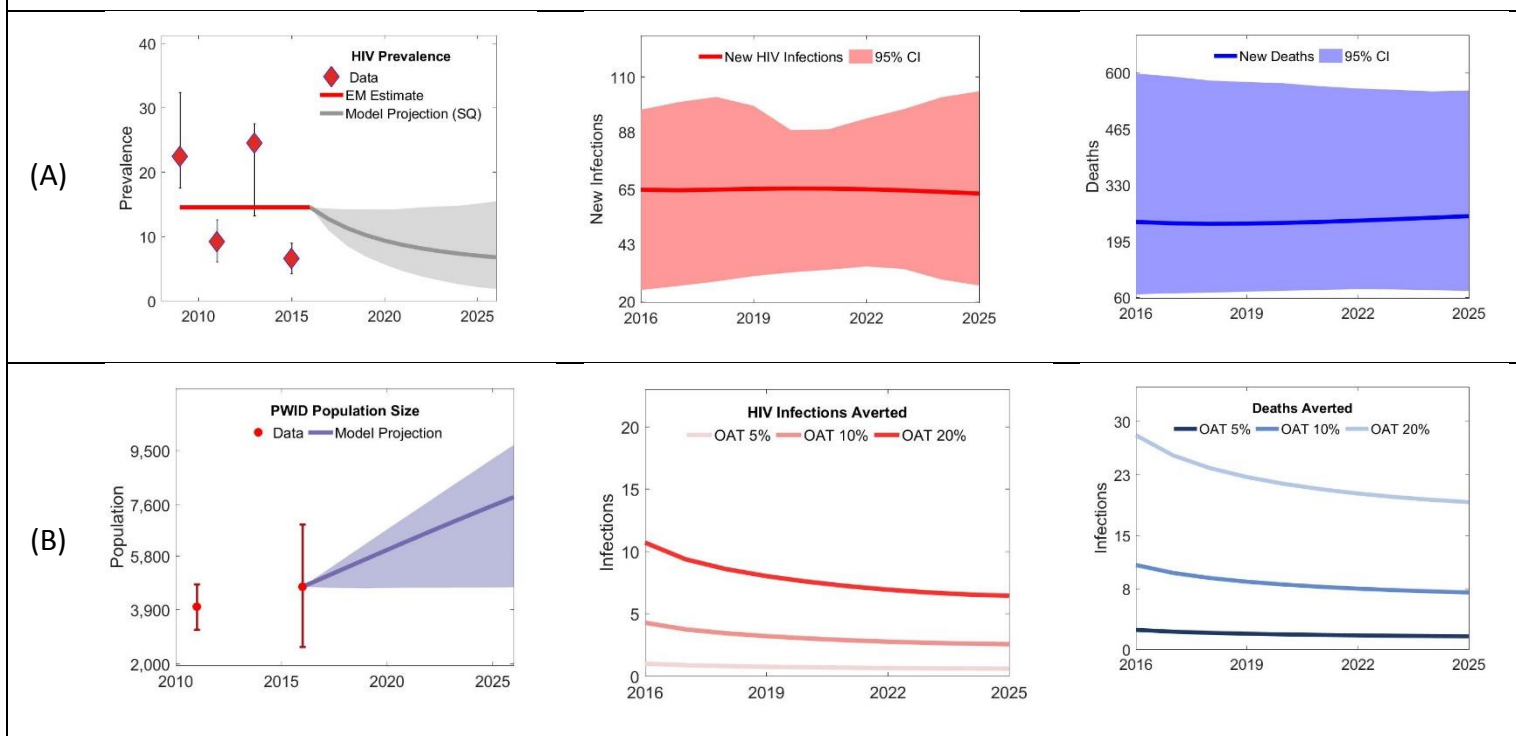 (A)
HIV Prevalence
Data
EM Estimate
Model Projection (SQ)
Prevalence
40
30
20
10
0
2010
2015
2020
2025
New HIV Infections
95% CI
New Infections
110
88
65
43
20
2016
2019
2022
2025
New Deaths
95% CI
Deaths
600
465
330
195
60
2016
2019
2022
2025
(B)
PWID Population Size
Data
Model Projection
Population
9,500
7,600
5,800
3,900
2,000
2010
2015
2020
2025
HIV Infections Averted
OAT 5%
OAT 10%
OAT 20%
Infections
20
15
10
5
0
2016
2019
2022
2025
Deaths Averted
OAT 5%
OAT 10%
OAT 20%
Infections
30
23
15
8
0
2016
2019
2022
2025